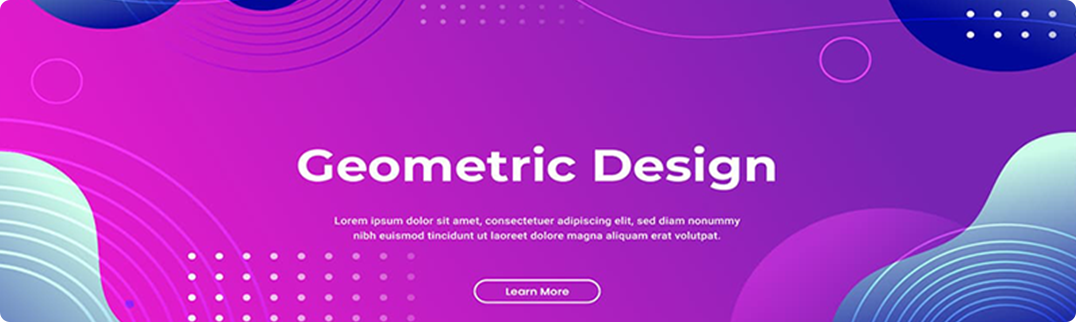 Geometric Design
Lorem ipsum dolor sit amet, consectetuer adipiscing elit, sed diam nonummy
nibh euismod tincidunt ut laoreet dolore magna aliquam erat volutpat.
Learn More